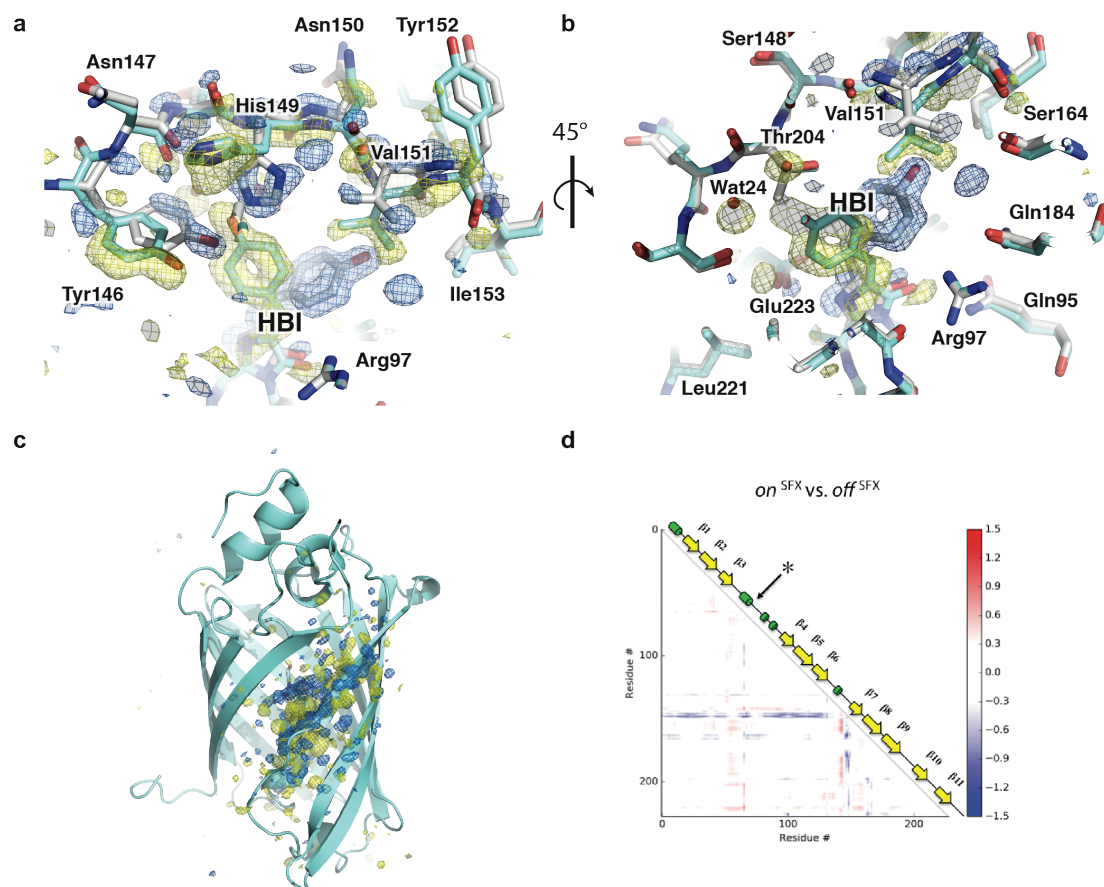 a
Asn147
His149
Asn150
Tyr152
Val151
Tyr146
HBI
Ile153
Arg97
45°
b
Ser148
Val151
Thr204
Ser164
Wat24
HBI
Gln184
Glu223
Gln95
Arg97
Leu221
c
d
on SFX vs. off SFX
0
100
200
Residue #
β1
β2
β3
*
β4
β5
β6
β7
β8
β9
β10
β11
0
100
200
Residue #
1.5
1.2
0.9
0.6
0.3
0.0
−0.3
−0.6
−0.9
−1.2
−1.5